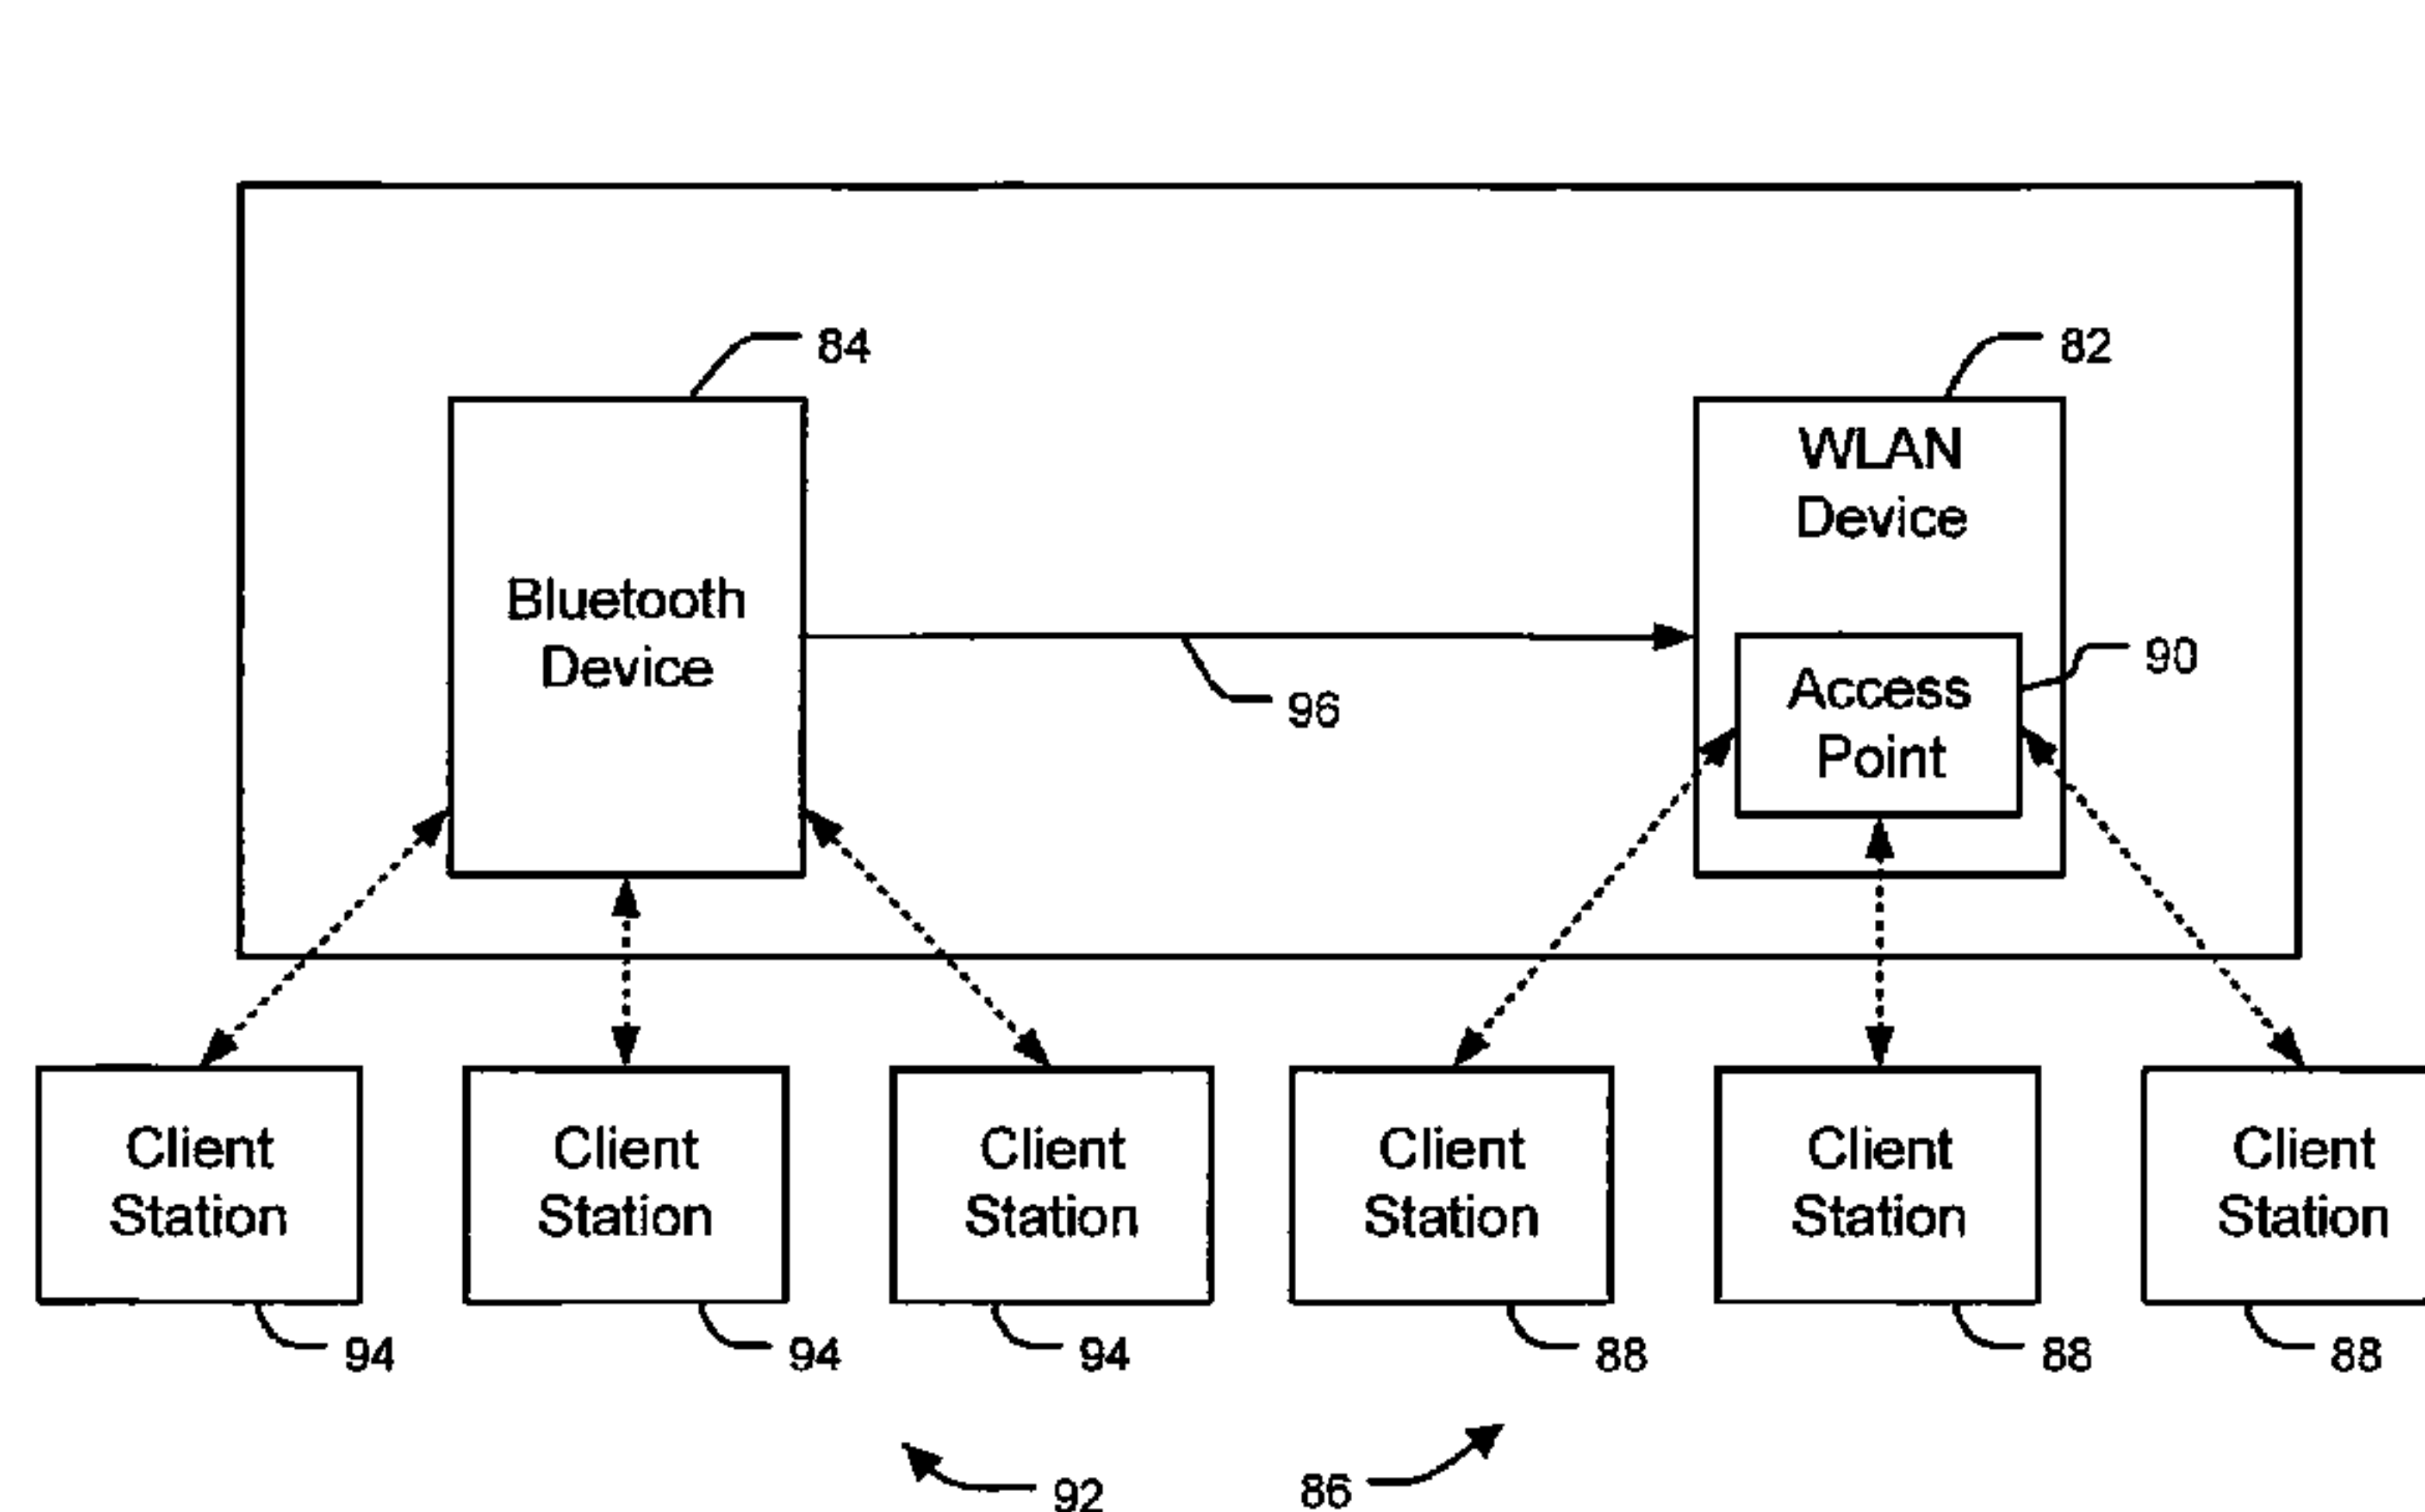 84
82
WLAN
Device
Bluetooth
Device
96
90
Access
Point
Client
Station
Client
Station
Client
Station
Client
Station
Client
Station
Client
Station
94
94
94
88
88
88
92
86